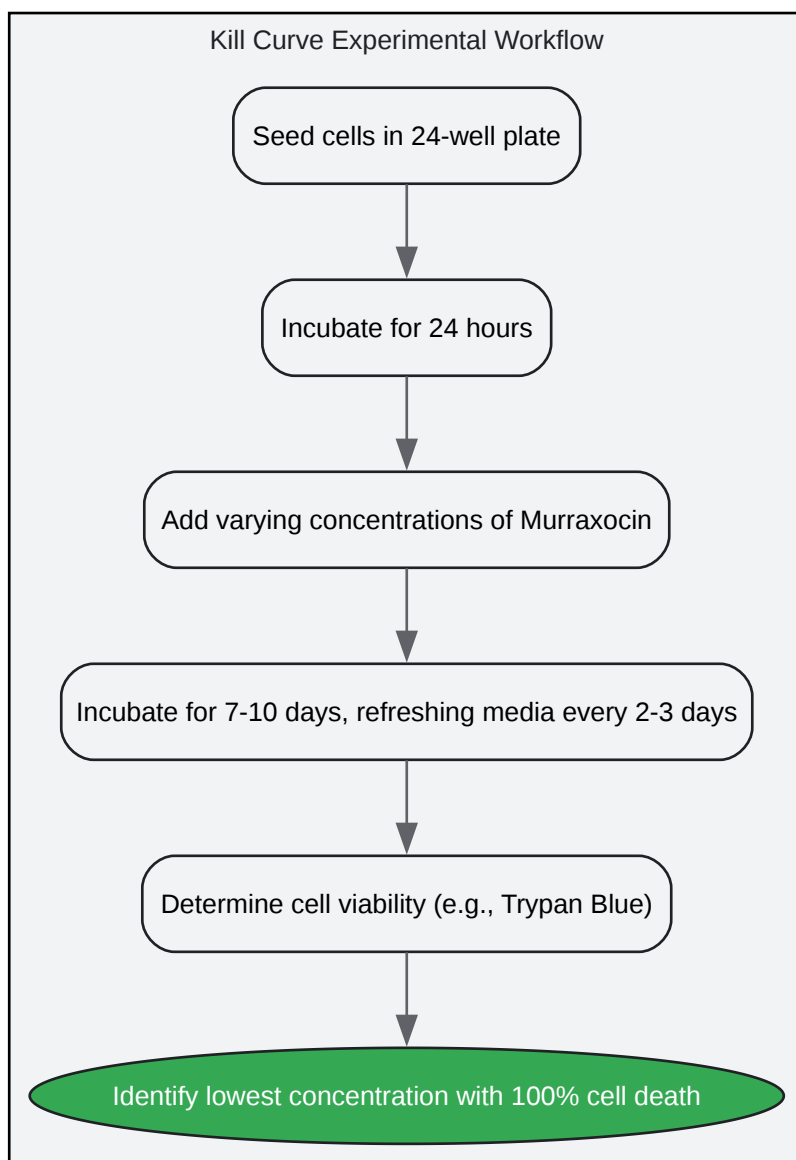 Kill Curve Experimental Workflow
Seed cells in 24-well plate
Incubate for 24 hours
Add varying concentrations of Murraxocin
Incubate for 7-10 days, refreshing media every 2-3 days
Determine cell viability (e.g., Trypan Blue)
Identify lowest concentration with 100% cell death